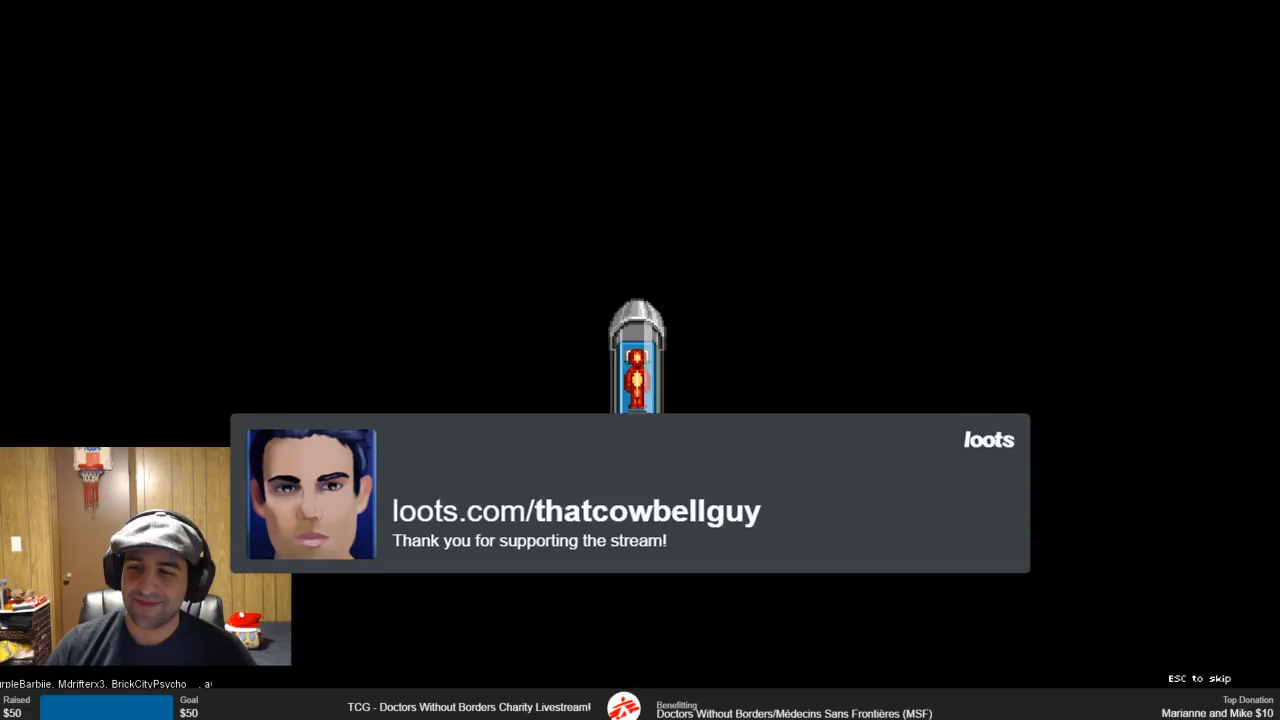 loots
loots.com/thatcowbellguy
Thank you for supporting the stream!
ESC to skip
rpleBarbiie, Mdrifterx3, BrickCityPsycho
Raised
$50
Goal
$50
TCG - Doctors Without Borders Charity Livestream!
Benefitting
Doctors Without Borders/Médecins Sans Frontières (MSF)
Top Donation
Marianne and Mike $10